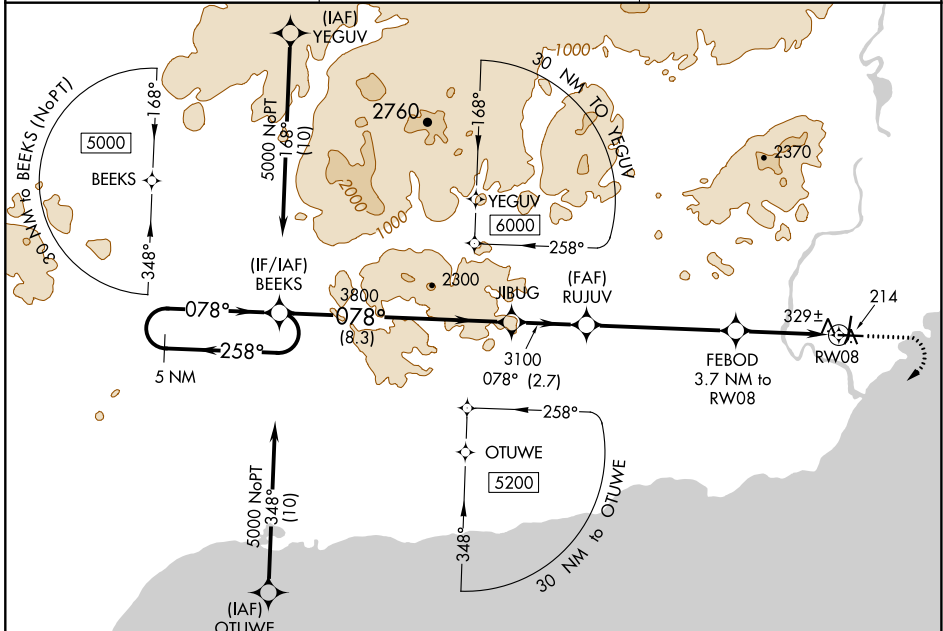 (IAF)
YEGUV
1000
30 NM TO YEGUV
30 NM to BEEKS (NoPT)
168°
5000
BEEKS
348°
5000 NoPT
168°
(10)
2760
2000
1000
168°
YEGUV
6000
258°
2370
(IF/IAF)
BEEKS
2300
JIBUG
(FAF)
RUJUV
078°
3800
078°
(8.3)
258°
5 NM
3100
078° (2.7)
FEBOD
3.7 NM to
RW08
329±
214
RW08
258°
OTUWE
5200
348°
30 NM to OTUWE
5000 NoPT
348°
(10)
(IAF)
OTUWE